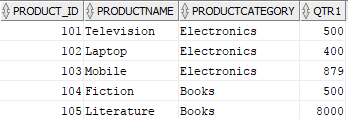 PRODUCT_ID PRODUCTNAME PRODUCTCATEGORY QTR1
101 Television Electronics 500
102 Laptop Electronics 400
103 Mobile Electronics 879
104 Fiction Books 500
105 Literature Books 8000